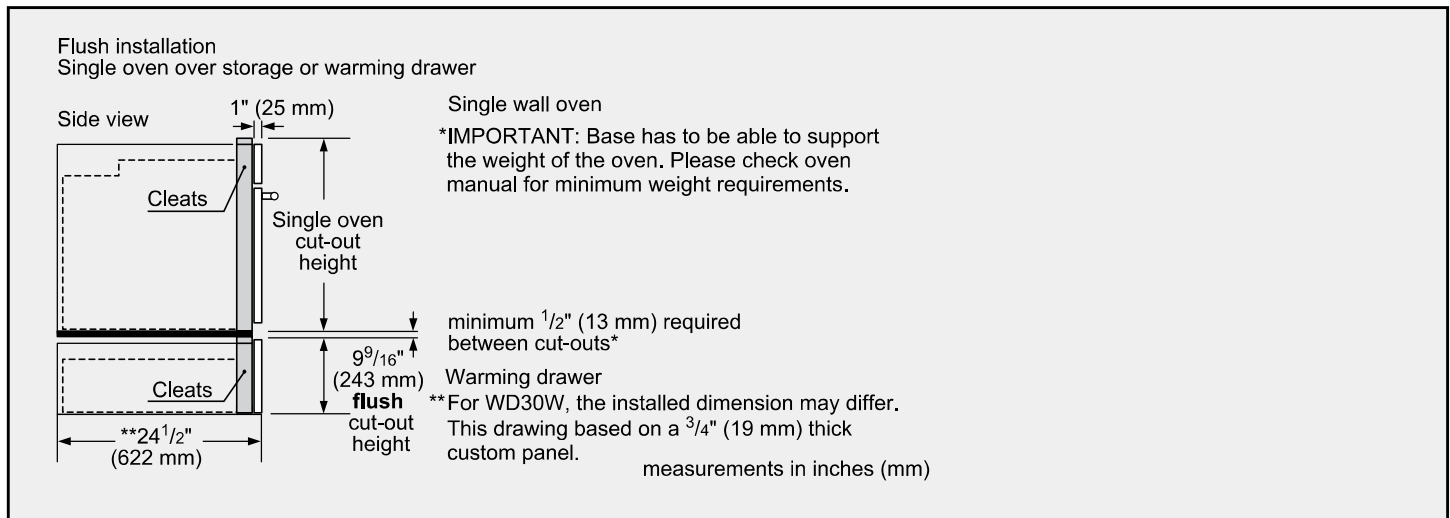 Flush installation
Single oven over storage or warming drawer
Side view
1" (25 mm)
Single wall oven
*IMPORTANT: Base has to be able to support
the weight of the oven. Please check oven
manual for minimum weight requirements.
Cleats
Single oven
cut-out
height
minimum 1/2" (13 mm) required
between cut-outs*
9 9/16"
(243 mm)
flush
cut-out
height
Cleats
Warming drawer
**For WD30W, the installed dimension may differ.
This drawing based on a 3/4" (19 mm) thick
custom panel.
**24 1/2"
(622 mm)
measurements in inches (mm)